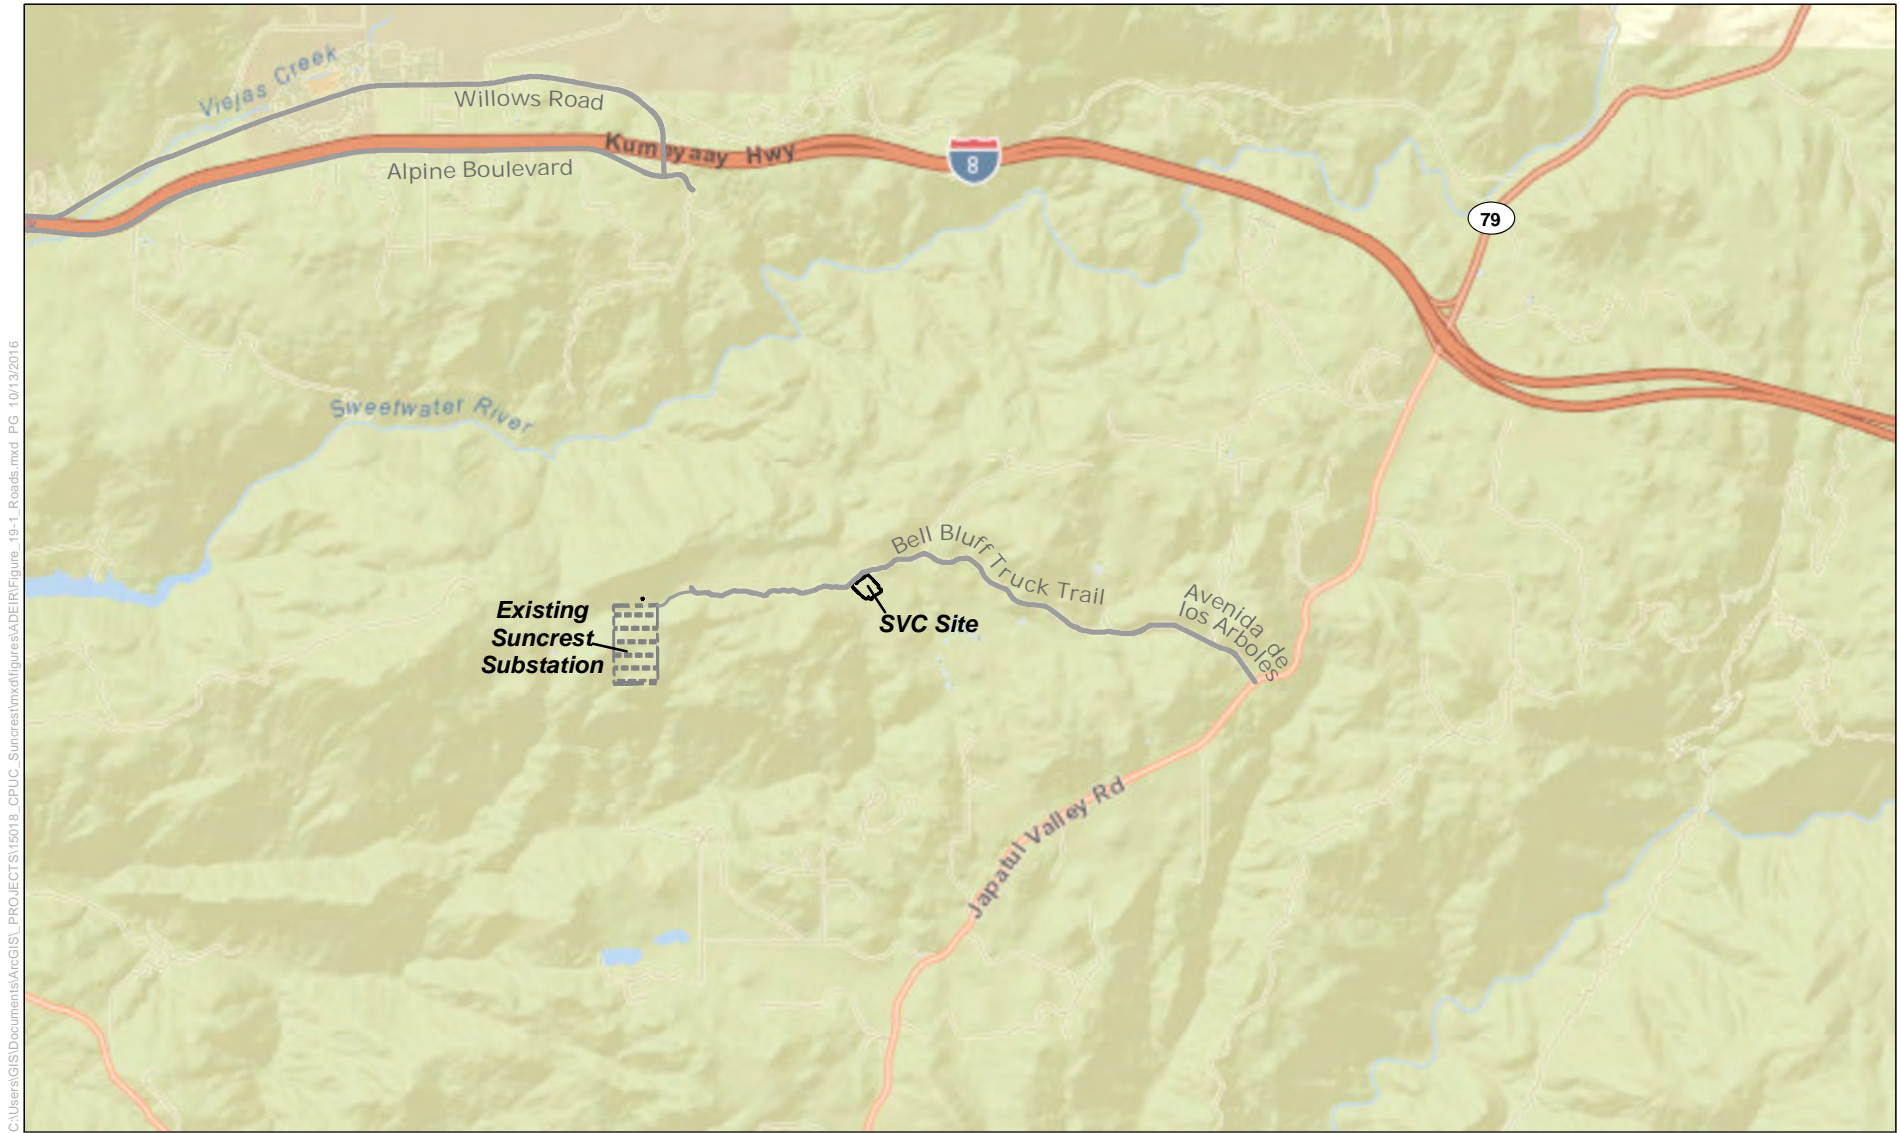 Viejas Creek
Willows Road
Kumeyaay Hwy
Alpine Boulevard
8
79
Sweetwater River
Bell Bluff Truck Trail
Avenida de
los Arboles
Existing
Suncrest
Substation
SVC Site
Japatul Valley Rd
C:\Users\GIS\Documents\ArcGIS\_PROJECTS\15018_CPUC_Suncrest\mxd\figures\ADEIR\Figure_19-1_Roads.mxd PG 10/13/2016